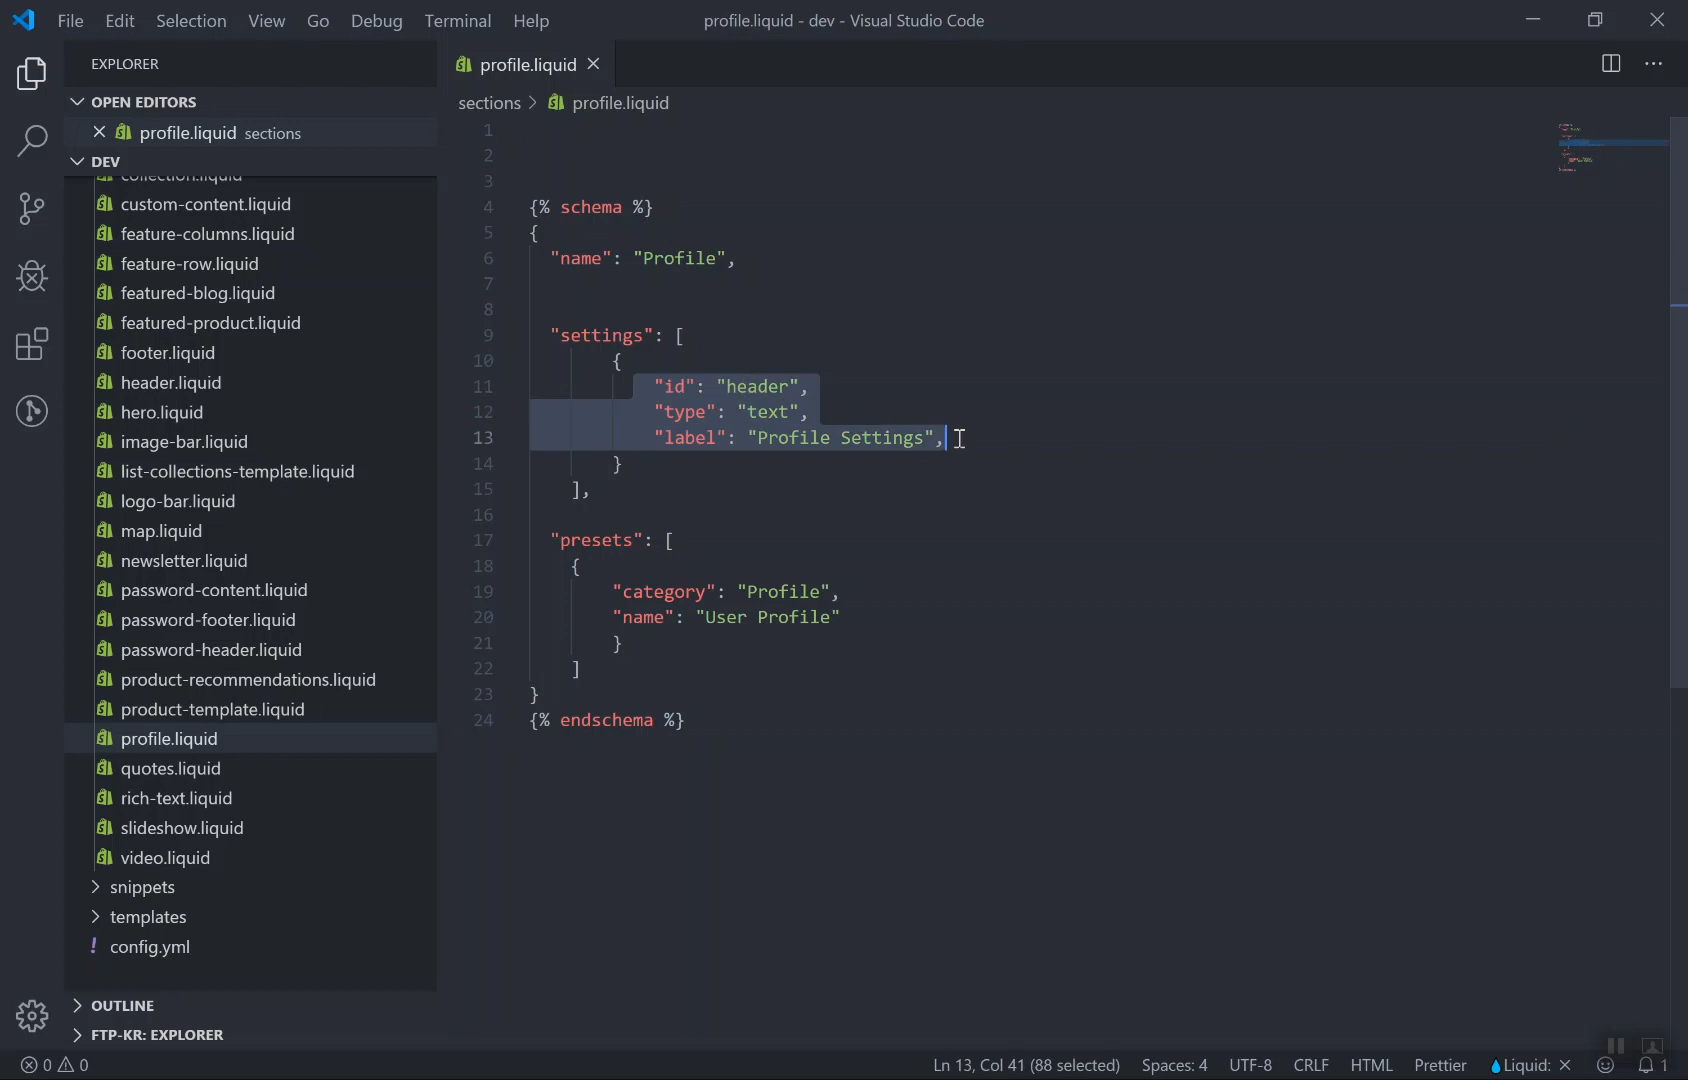 File Edit Selection View Go Debug Terminal Help
profile.liquid - dev - Visual Studio Code
EXPLORER
OPEN EDITORS
profile.liquid sections
DEV
collection.liquid
custom-content.liquid
feature-columns.liquid
feature-row.liquid
featured-blog.liquid
featured-product.liquid
footer.liquid
header.liquid
hero.liquid
image-bar.liquid
list-collections-template.liquid
logo-bar.liquid
map.liquid
newsletter.liquid
password-content.liquid
password-footer.liquid
password-header.liquid
product-recommendations.liquid
product-template.liquid
profile.liquid
quotes.liquid
rich-text.liquid
slideshow.liquid
video.liquid
snippets
templates
! config.yml
OUTLINE
FTP-KR: EXPLORER
profile.liquid
sections > profile.liquid
1
2
3
4 {% schema %}
5 {
6 "name": "Profile",
7
8
9 "settings": [
10 {
11 "id": "header",
12 "type": "text",
13 "label": "Profile Settings",
14 }
15 ],
16
17 "presets": [
18 {
19 "category": "Profile",
20 "name": "User Profile"
21 }
22 ]
23 }
24 {% endschema %}
0 0
Ln 13, Col 41 (88 selected) Spaces: 4 UTF-8 CRLF HTML Prettier Liquid: 1